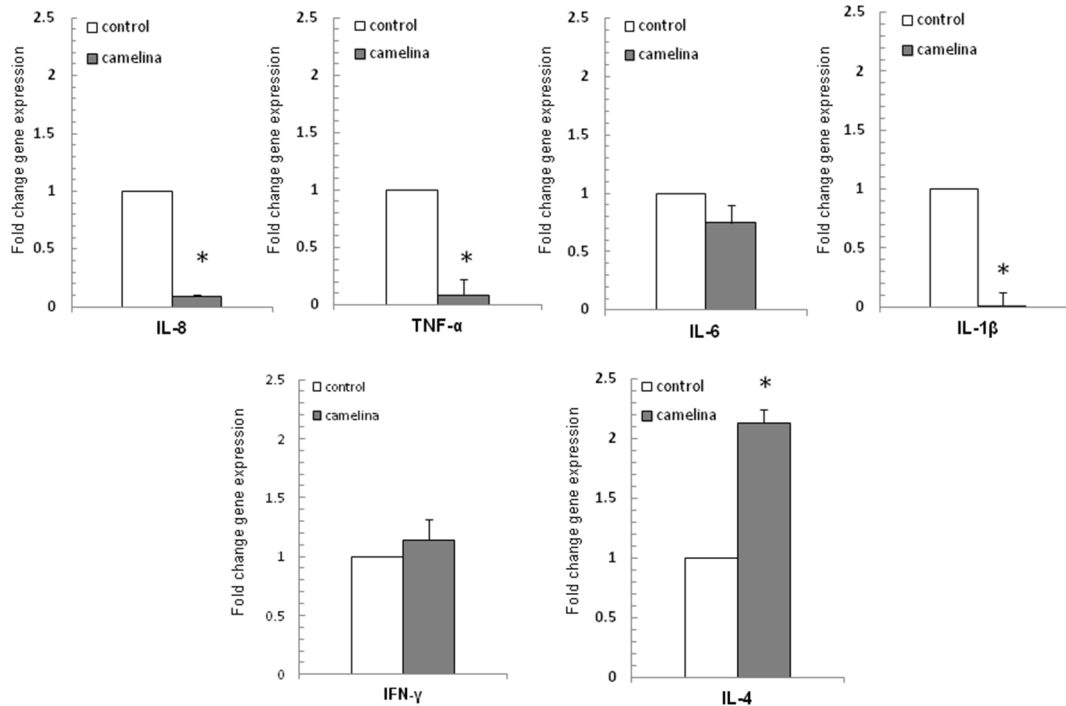 Fold change gene expression
2.5
2
1.5
1
0.5
0
control
camelina
*
IL-8
Fold change gene expression
2.5
2
1.5
1
0.5
0
control
camelina
*
TNF-α
Fold change gene expression
2.5
2
1.5
1
0.5
0
control
camelina
IL-6
Fold change gene expression
2.5
2
1.5
1
0.5
0
control
camelina
*
IL-1β
Fold change gene expression
2.5
2
1.5
1
0.5
0
control
camelina
IFN-γ
Fold change gene expression
2.5
2
1.5
1
0.5
0
control
camelina
*
IL-4